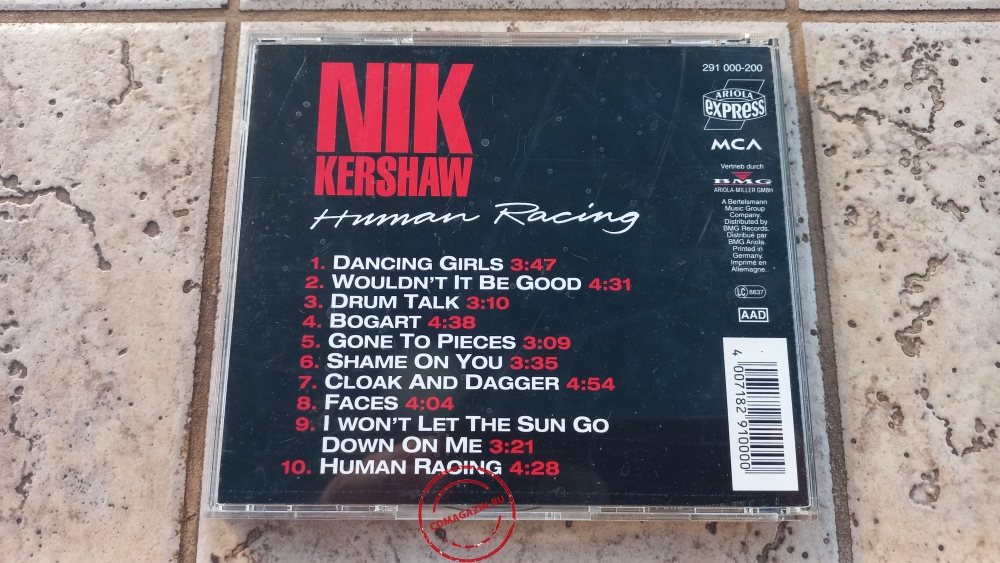 NIK
KERSHAW
Human Racing
1. DANCING GIRLS 3:47
2. WOULDN'T IT BE GOOD 4:31
3. DRUM TALK 3:10
4. BOGART 4:38
5. GONE TO PIECES 3:09
6. SHAME ON YOU 3:35
7. CLOAK AND DAGGER 4:54
8. FACES 4:04
9. I WON'T LET THE SUN GO
DOWN ON ME 3:21
10. HUMAN RACING 4:28
291 000-200
ARIOLA
EXPRESS
MCA
Vertrieb durch
BMG
ARIOLA-MILLER GMBH
A Bertelsmann
Music Group
Company.
Distributed by
BMG Records.
Distribué par
BMG Ariola.
Printed in
Germany.
Imprimé en
Allemagne.
LC 8637
AAD
4 007182 910000
CDMAGAZIN.RU